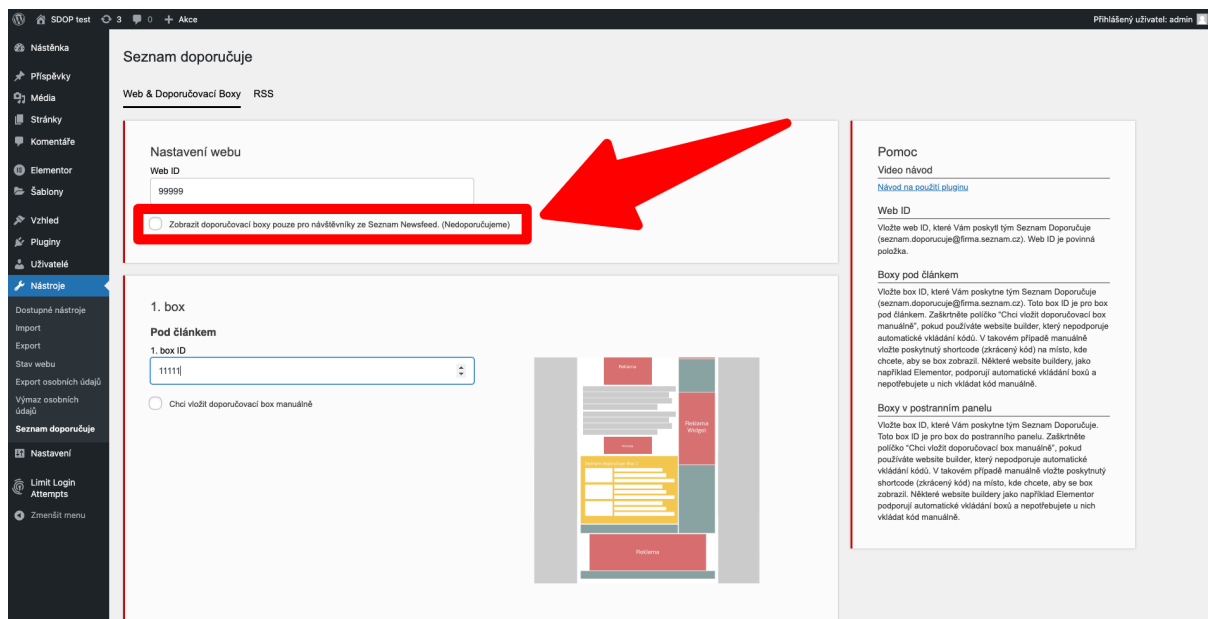 SDOP test 3 0 + Akce
Přihlášený uživatel: admin
Nástěnka
Příspěvky
Média
Stránky
Komentáře
Elementor
Šablony
Vzhled
Pluginy
Uživatelé
Nástroje
Dostupné nástroje
Import
Export
Stav webu
Export osobních údajů
Výmaz osobních
údajů
Seznam doporučuje
Nastavení
Limit Login
Attempts
Zmenšit menu
Seznam doporučuje
Web & Doporučovací Boxy RSS
Nastavení webu
Web ID
99999
Zobrazit doporučovací boxy pouze pro návštěvníky ze Seznam Newsfeed. (Nedoporučujeme)
1. box
Pod článkem
1. box ID
11111
Chci vložit doporučovací box manuálně
Reklama
Reklama
Widget
Reklama
Pomoc
Video návod
Návod na použití pluginu
Web ID
Vložte web ID, které Vám poskytl tým Seznam Doporučuje
(seznam.doporucuje@firma.seznam.cz). Web ID je povinná
položka.
Boxy pod článkem
Vložte box ID, které Vám poskytne tým Seznam Doporučuje
(seznam.doporucuje@firma.seznam.cz). Toto box ID je pro box
pod článkem. Zaškrtněte políčko "Chci vložit doporučovací box
manuálně", pokud používáte website builder, který nepodporuje
automatické vkládání kódů. V takovém případě manuálně
vložte poskytnutý shortcode (zkrácený kód) na místo, kde
chcete, aby se box zobrazil. Některé website buildery, jako
například Elementor, podporují automatické vkládání boxů a
nepotřebujete u nich vkládat kód manuálně.
Boxy v postranním panelu
Vložte box ID, které Vám poskytne tým Seznam Doporučuje.
Toto box ID je pro box do postranního panelu. Zaškrtněte
políčko "Chci vložit doporučovací box manuálně", pokud
používáte website builder, který nepodporuje automatické
vkládání kódů. V takovém případě manuálně vložte poskytnutý
shortcode (zkrácený kód) na místo, kde chcete, aby se box
zobrazil. Některé website buildery jako například Elementor
podporují automatické vkládání boxů a nepotřebujete u nich
vkládat kód manuálně.